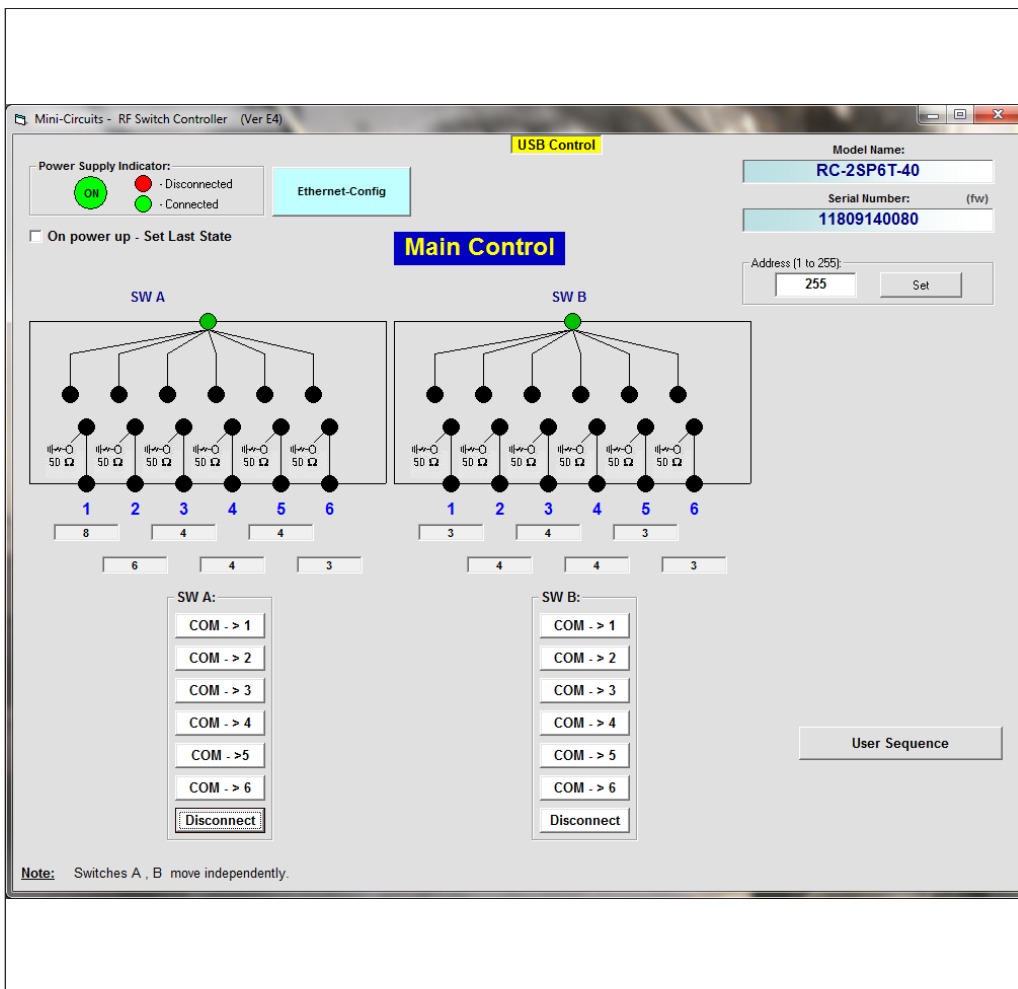 Mini-Circuits - RF Switch Controller (Ver E4)
USB Control
Power Supply Indicator:
ON
- Disconnected
- Connected
Ethernet-Config
Model Name:
RC-2SP6T-40
Serial Number: (fw)
11809140080
On power up - Set Last State
Main Control
Address (1 to 255):
255 Set
SW A SW B
50 Ω 50 Ω 50 Ω 50 Ω 50 Ω 50 Ω 50 Ω 50 Ω 50 Ω 50 Ω 50 Ω 50 Ω
1 2 3 4 5 6 1 2 3 4 5 6
8 4 4 3 4 3
6 4 3 4 4 3
SW A:
COM - > 1
COM - > 2
COM - > 3
COM - > 4
COM - >5
COM - > 6
Disconnect
SW B:
COM - > 1
COM - > 2
COM - > 3
COM - > 4
COM - > 5
COM - > 6
Disconnect
User Sequence
Note: Switches A , B move independently.